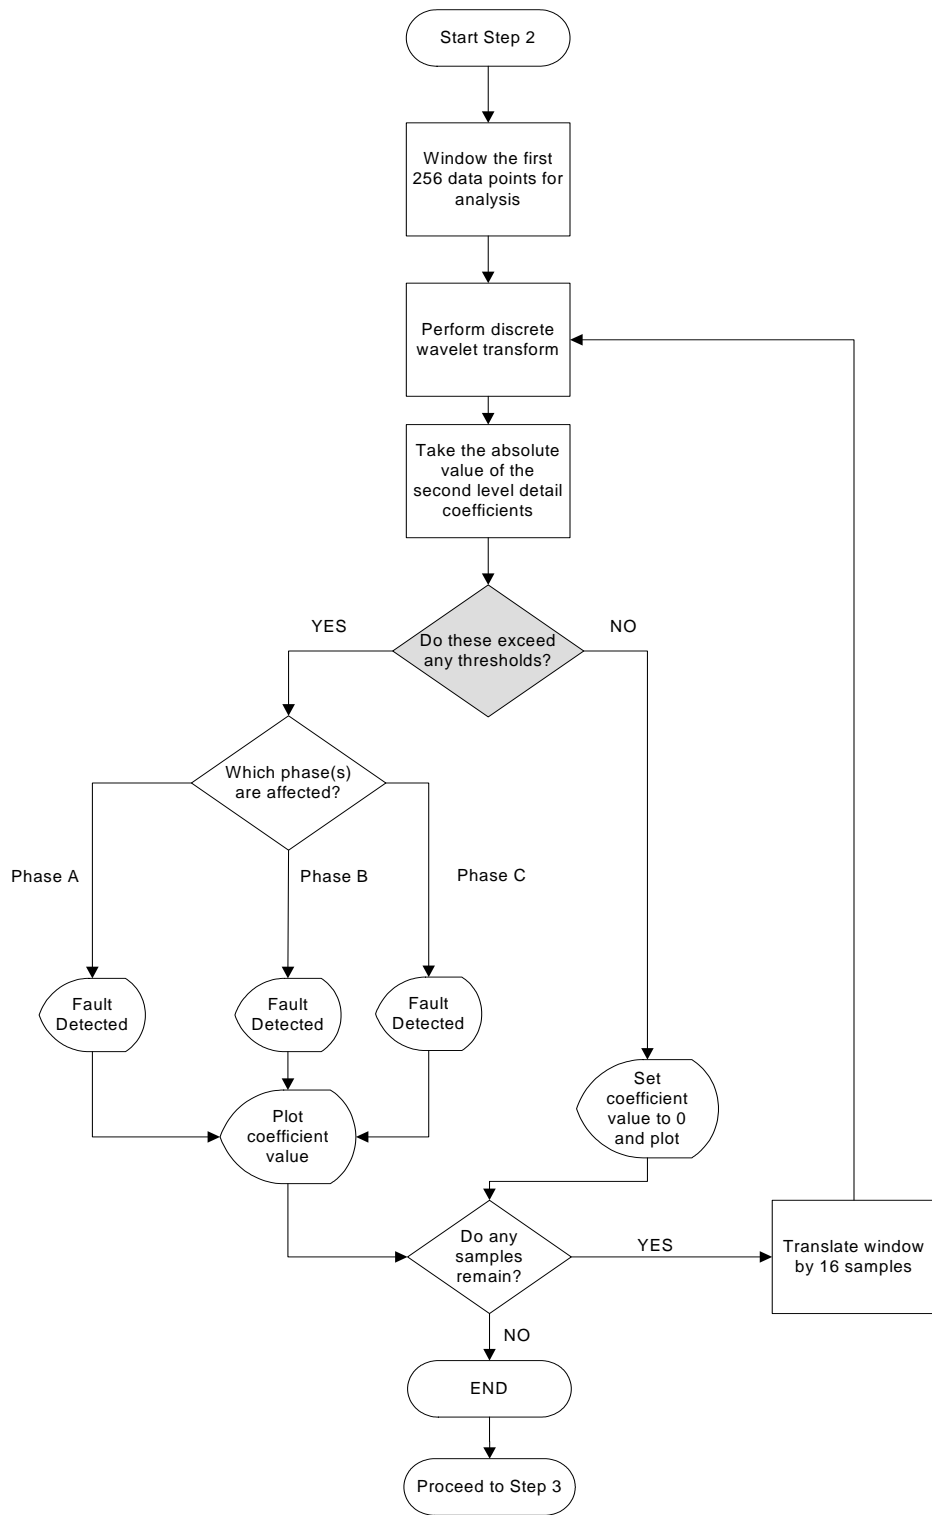 Start Step 2
Window the first
256 data points for
analysis
Perform discrete
wavelet transform
Take the absolute
value of the
second level detail
coefficients
YES
NO
Do these exceed
any thresholds?
Which phase(s)
are affected?
Phase A
Phase B
Phase C
Fault
Detected
Fault
Detected
Fault
Detected
Plot
coefficient
value
Set
coefficient
value to 0
and plot
Do any
samples
remain?
YES
Translate window
by 16 samples
NO
END
Proceed to Step 3